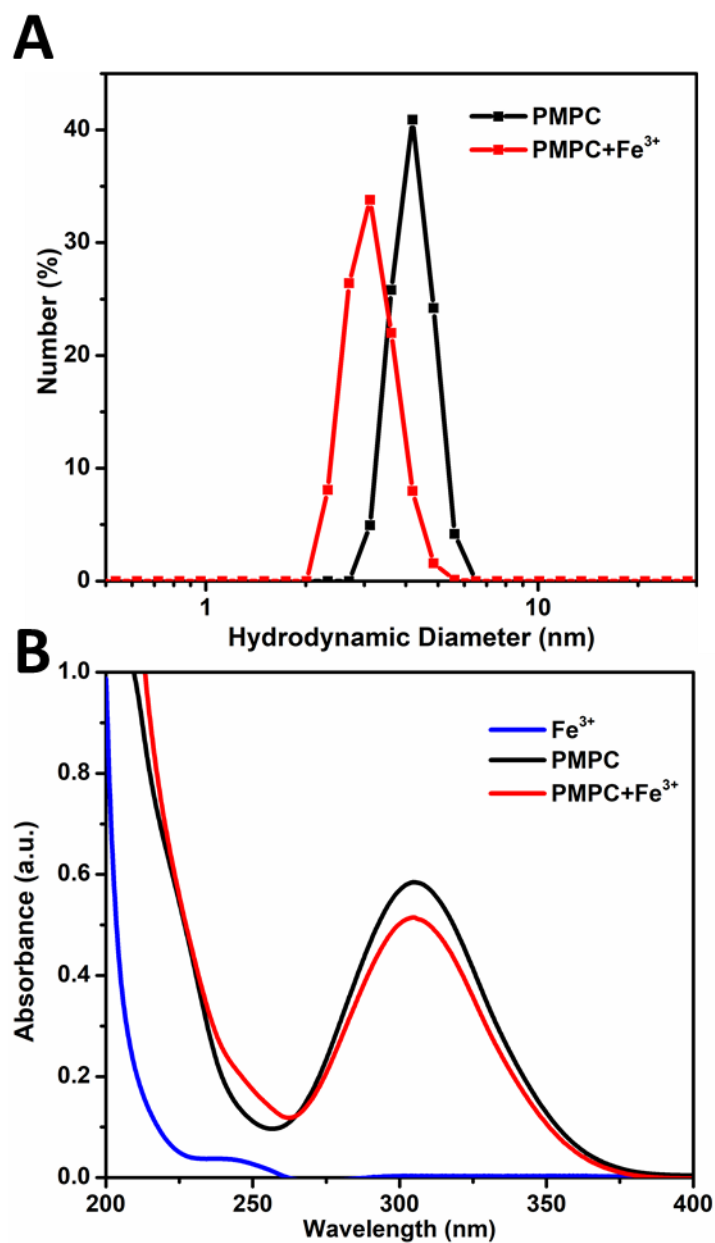 A
PMPC
PMPC+Fe³⁺
40
30
20
10
0
Number (%)
1
10
Hydrodynamic Diameter (nm)
B
Fe³⁺
PMPC
PMPC+Fe³⁺
1.0
0.8
0.6
0.4
0.2
0.0
Absorbance (a.u.)
200
250
300
350
400
Wavelength (nm)